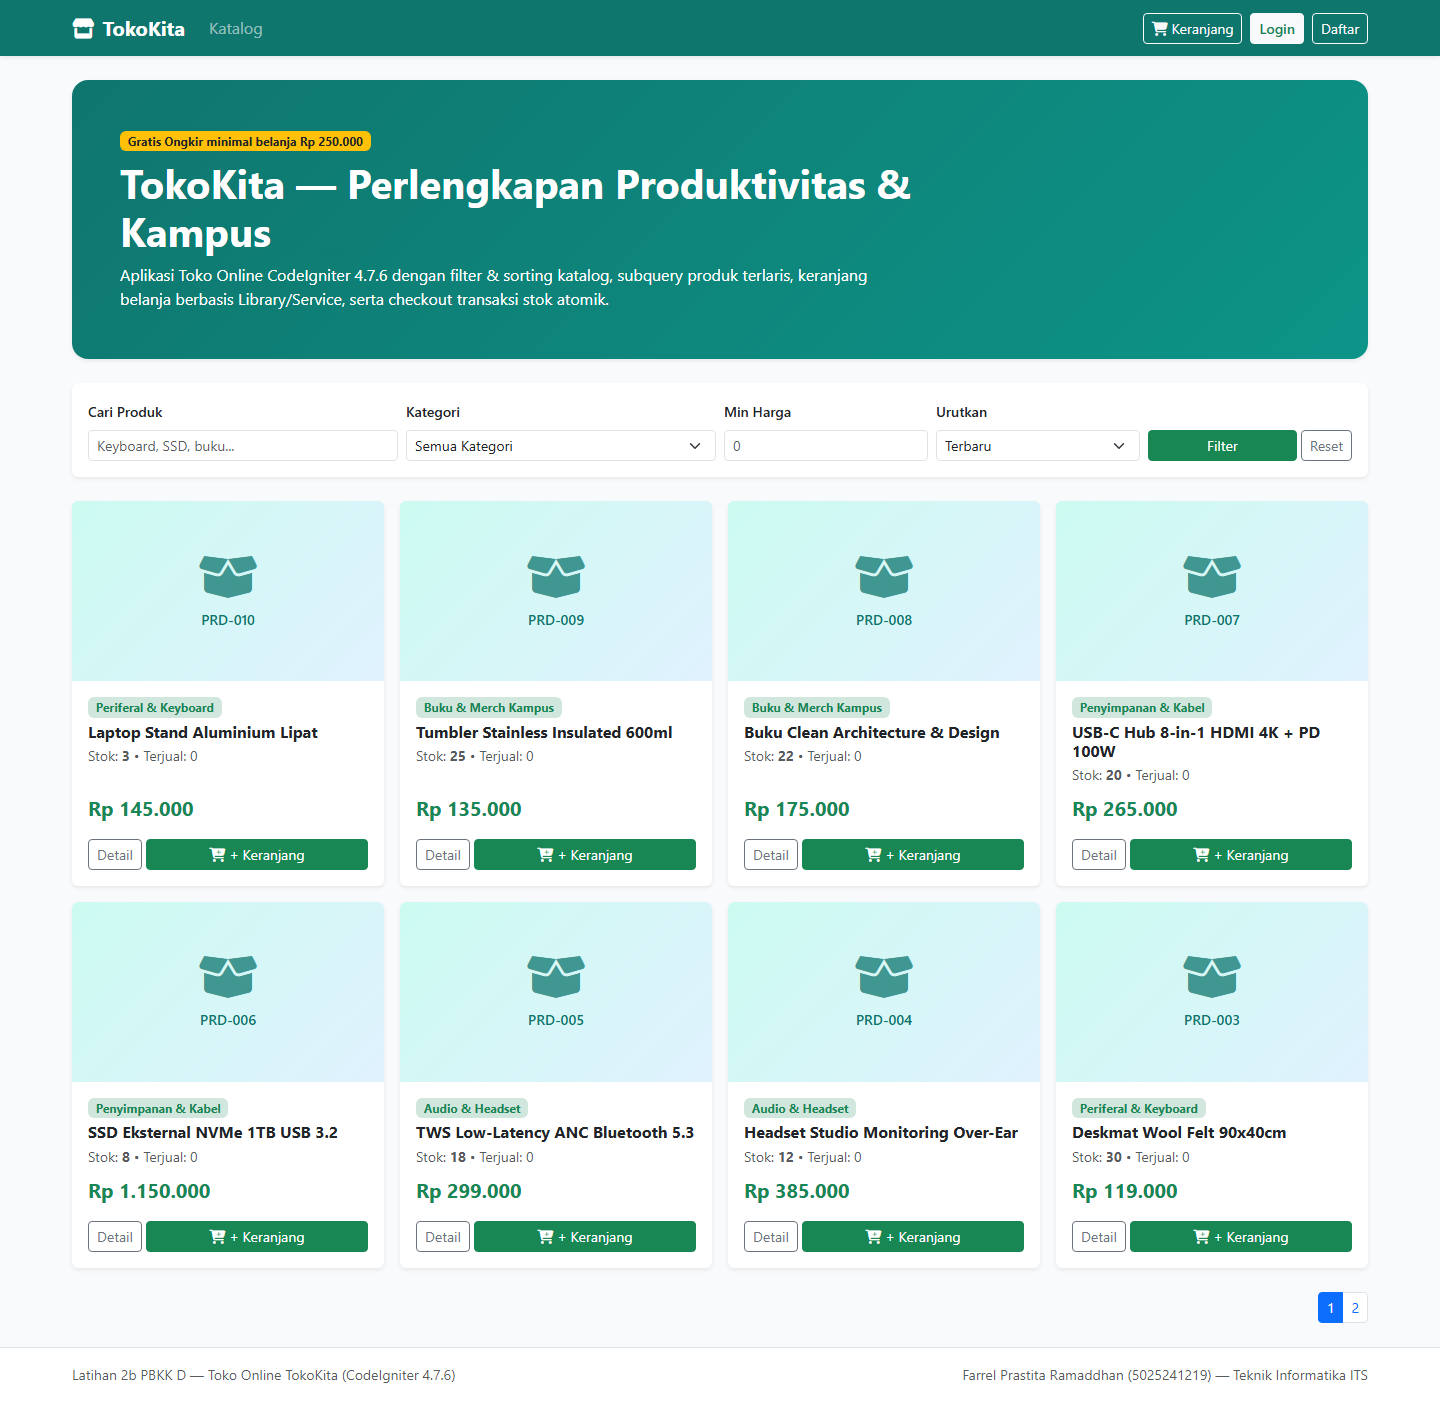 TokoKita Katalog Keranjang Login Daftar
Gratis Ongkir minimal belanja Rp 250.000
TokoKita — Perlengkapan Produktivitas &
Kampus
Aplikasi Toko Online CodeIgniter 4.7.6 dengan filter & sorting katalog, subquery produk terlaris, keranjang
belanja berbasis Library/Service, serta checkout transaksi stok atomik.
Cari Produk Kategori Min Harga Urutkan
Keyboard, SSD, buku... Semua Kategori 0 Terbaru Filter Reset
PRD-010 PRD-009 PRD-008 PRD-007
Periferal & Keyboard Buku & Merch Kampus Buku & Merch Kampus Penyimpanan & Kabel
Laptop Stand Aluminium Lipat Tumbler Stainless Insulated 600ml Buku Clean Architecture & Design USB-C Hub 8-in-1 HDMI 4K + PD
100W
Stok: 3 • Terjual: 0 Stok: 25 • Terjual: 0 Stok: 22 • Terjual: 0 Stok: 20 • Terjual: 0
Rp 145.000 Rp 135.000 Rp 175.000 Rp 265.000
Detail + Keranjang Detail + Keranjang Detail + Keranjang Detail + Keranjang
PRD-006 PRD-005 PRD-004 PRD-003
Penyimpanan & Kabel Audio & Headset Audio & Headset Periferal & Keyboard
SSD Eksternal NVMe 1TB USB 3.2 TWS Low-Latency ANC Bluetooth 5.3 Headset Studio Monitoring Over-Ear Deskmat Wool Felt 90x40cm
Stok: 8 • Terjual: 0 Stok: 18 • Terjual: 0 Stok: 12 • Terjual: 0 Stok: 30 • Terjual: 0
Rp 1.150.000 Rp 299.000 Rp 385.000 Rp 119.000
Detail + Keranjang Detail + Keranjang Detail + Keranjang Detail + Keranjang
1 2
Latihan 2b PBKK D — Toko Online TokoKita (CodeIgniter 4.7.6) Farrel Prastita Ramaddhan (5025241219) — Teknik Informatika ITS